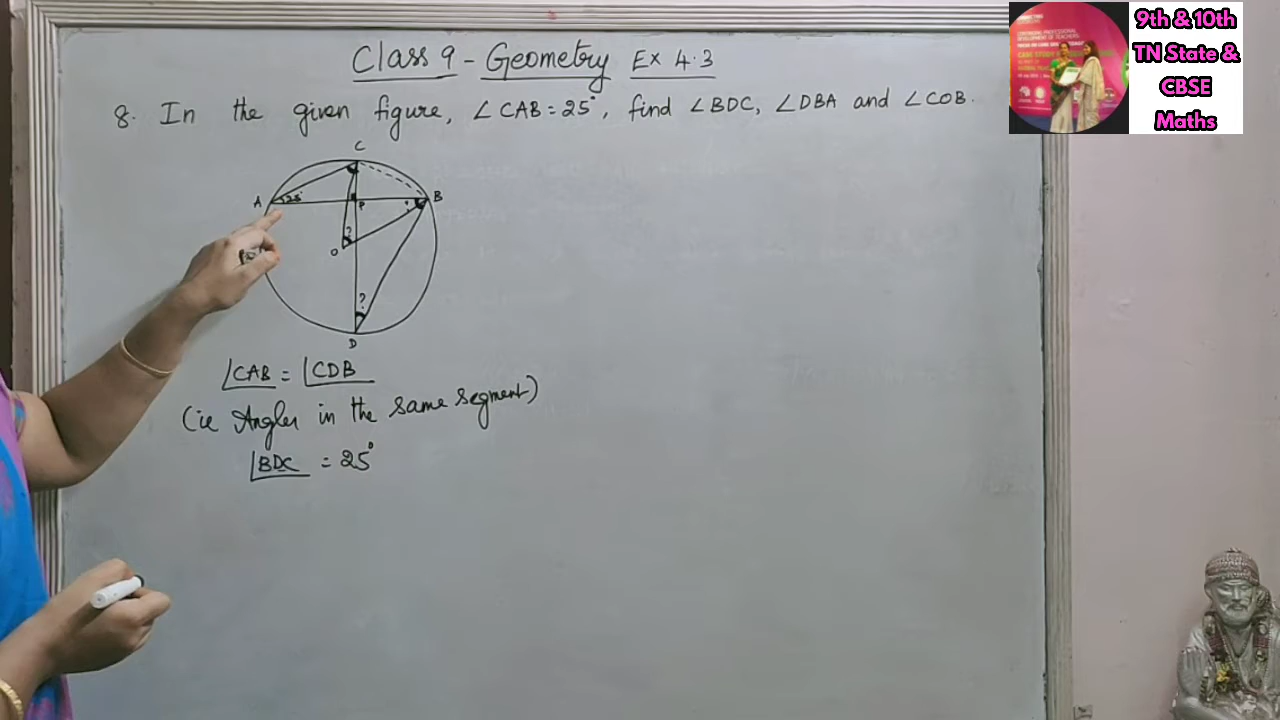 Class 9 - Geometry Ex 4.3
8. In the given figure, ∠CAB = 25°, find ∠BDC, ∠DBA and ∠COB.
C
A 25° P B
?
O
?
D
∠CAB = ∠CDB
(ie Angles in the same segment)
∠BDC = 25°
9th & 10th
TN State &
CBSE
Maths